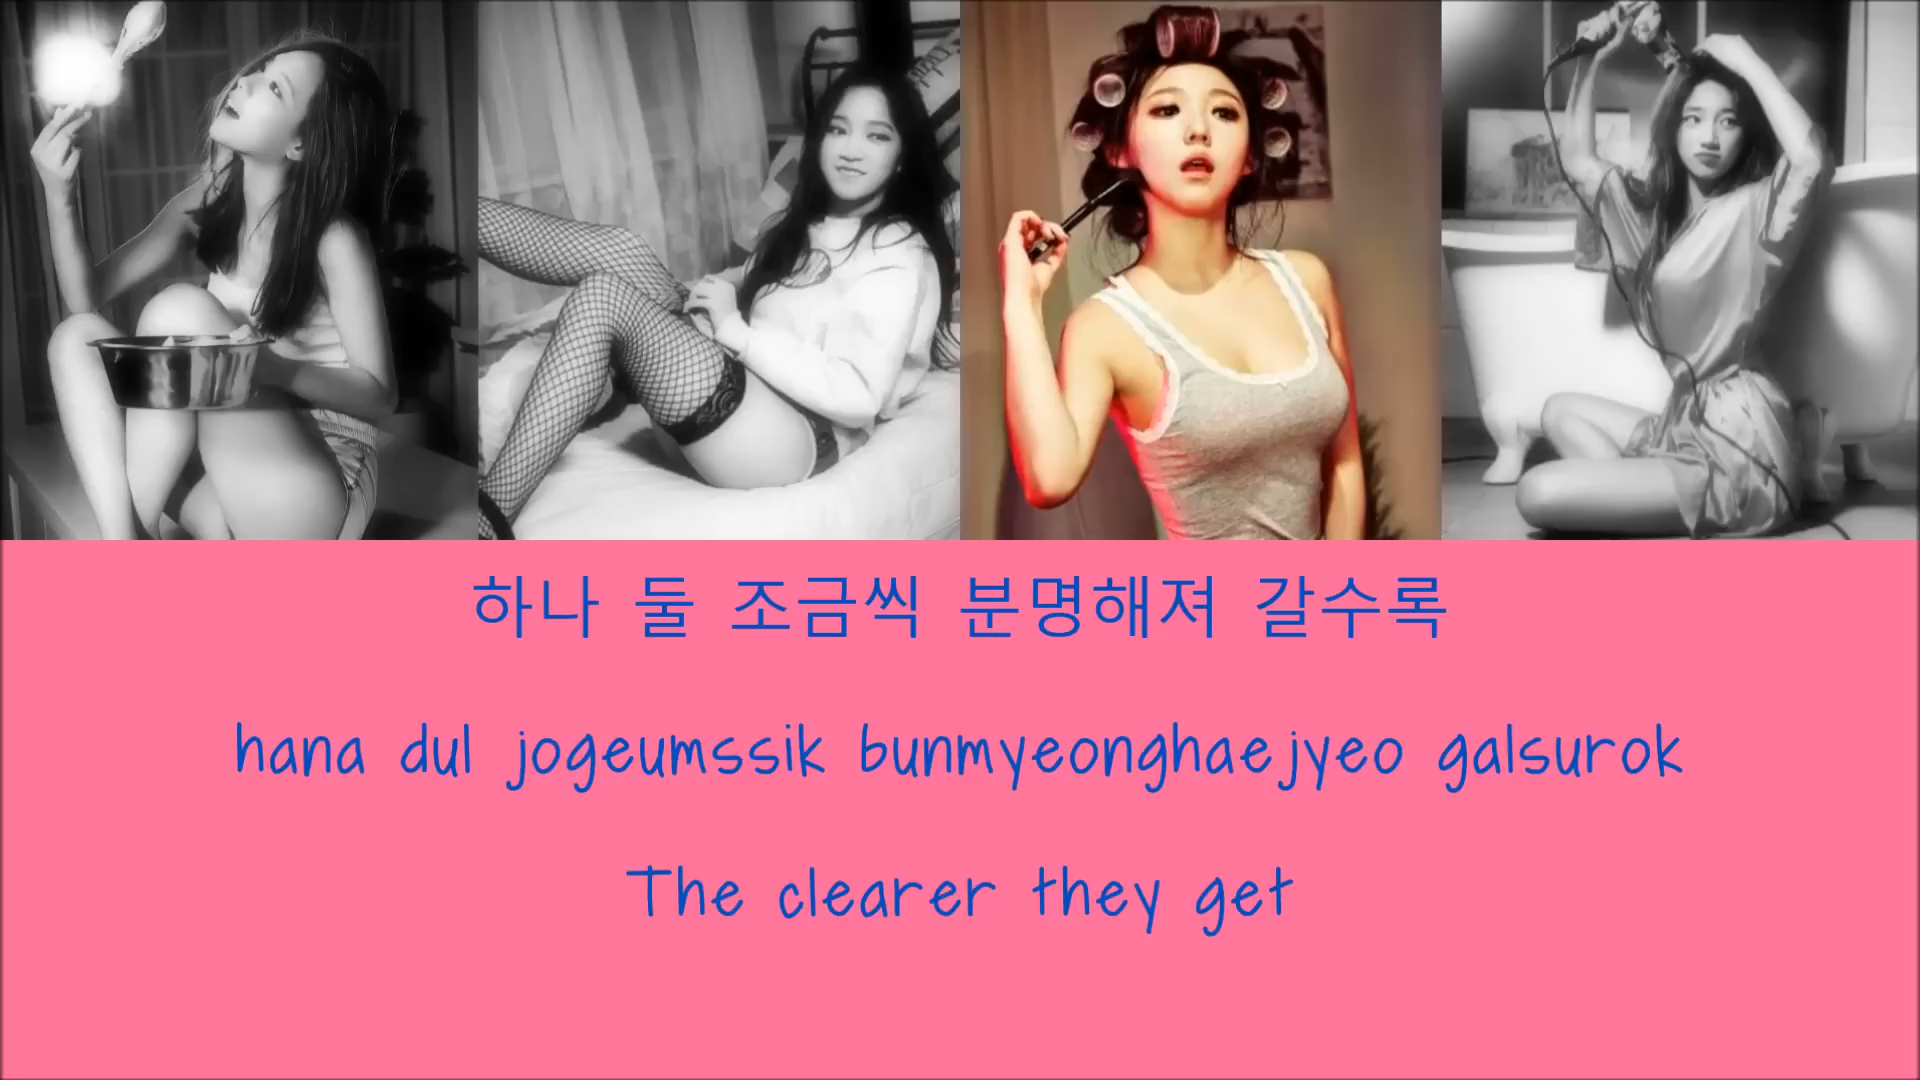 하나 둘 조금씩 분명해져 갈수록
hana dul jogeumssik bunmyeonghaejyeo galsurok
The clearer they get